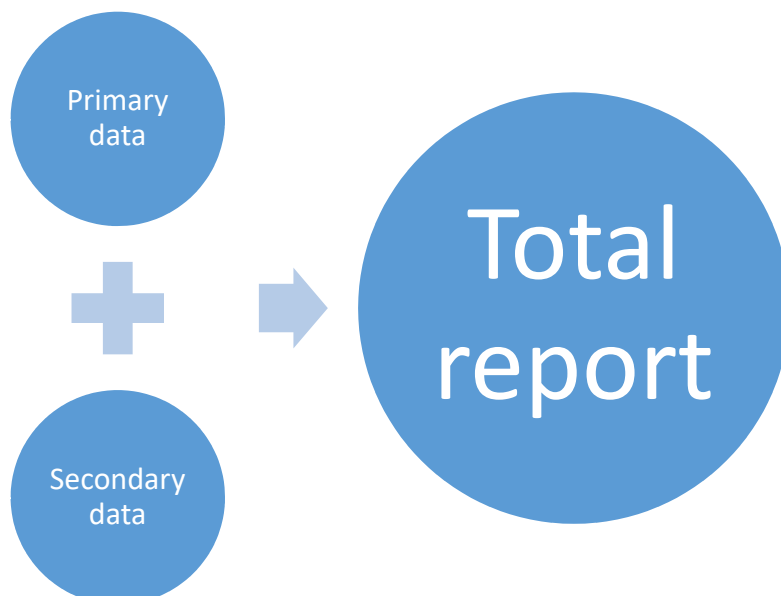 Primary
data
Secondary
data
Total
report